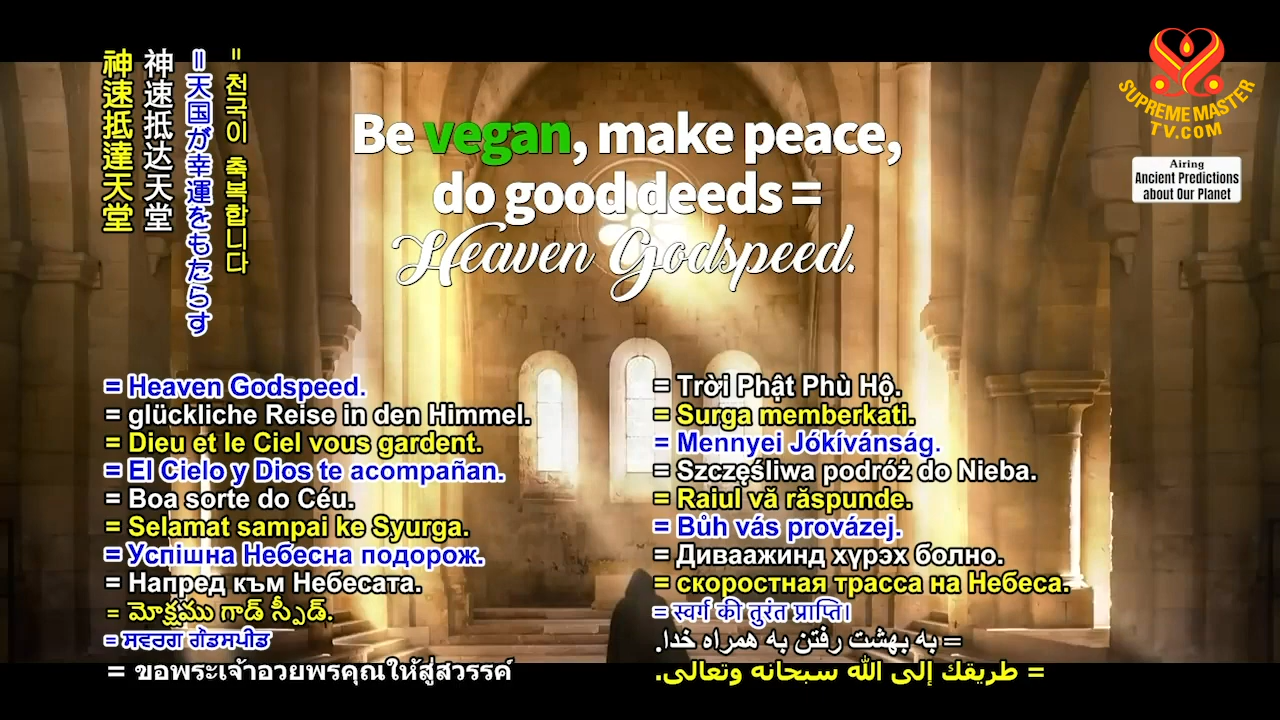 神速抵達天堂
神速抵达天堂
=天国が幸運をもたらす
= 천국이 축복합니다
Be vegan, make peace,
do good deeds =
Heaven Godspeed.
SUPREME MASTER
TV.COM
Airing
Ancient Predictions
about Our Planet
= Heaven Godspeed.
= glückliche Reise in den Himmel.
= Dieu et le Ciel vous gardent.
= El Cielo y Dios te acompañan.
= Boa sorte do Céu.
= Selamat sampai ke Syurga.
= Успішна Небесна подорож.
= Напред към Небесата.
= మోక్షము గాడ్ స్పీడ్.
= ਸਵਰਗ ਗੋਡਸਪੀਡ
= ขอพระเจ้าอวยพรคุณให้สู่สวรรค์
= Trời Phật Phù Hộ.
= Surga memberkati.
= Mennyei Jókívánság.
= Szczęśliwa podróż do Nieba.
= Raiul vă răspunde.
= Bůh vás provázej.
= Диваажинд хүрэх болно.
= скоростная трасса на Небеса.
= स्वर्ग की तुरंत प्राप्ति।
= به بهشت رفتن به همراه خدا.
= طريقك إلى الله سبحانه وتعالى.